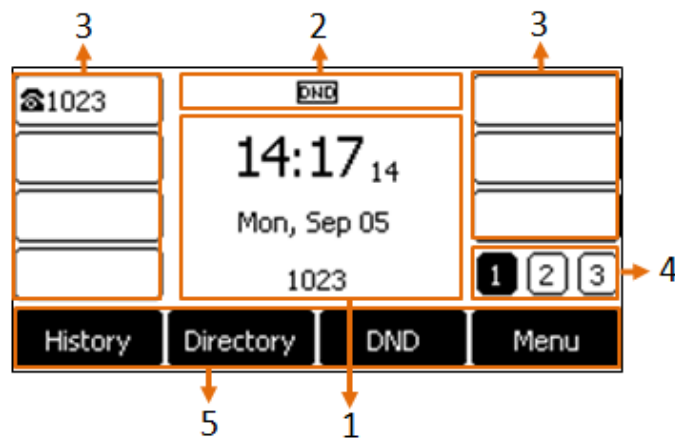 3 2 3
☎1023
DND
14:17 14
Mon, Sep 05
1023
1 2 3 4
History Directory DND Menu
5 1